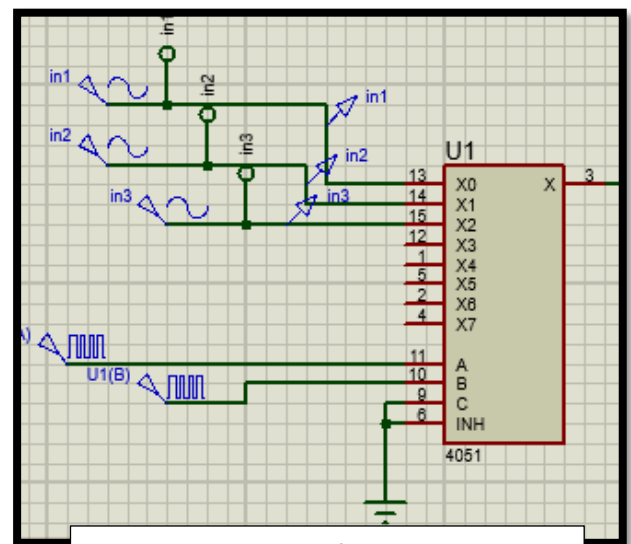 in1
in2
in3
in1
in2
in3
in1
in2
in3
U1
13 X0 X 3
14 X1
15 X2
12 X3
1 X4
5 X5
2 X6
4 X7
11 A
U1(B) 10 B
9 C
6 INH
4051